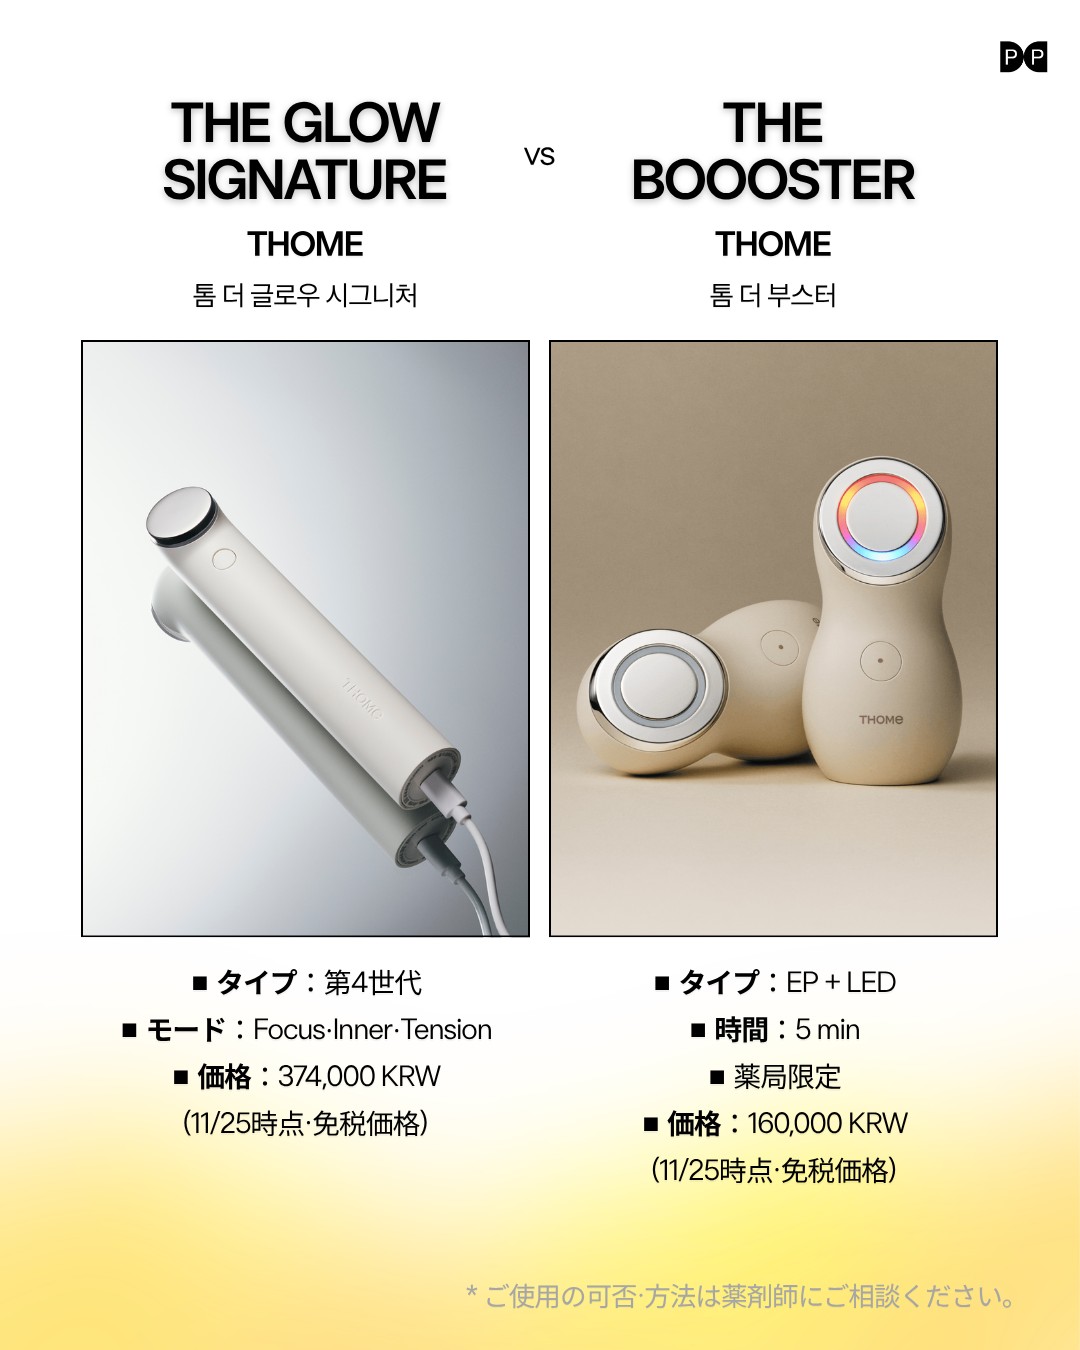 PP
THE GLOW
SIGNATURE
THOME
톰 더 글로우 시그니처
vs
THE
BOOOSTER
THOME
톰 더 부스터
THOME
THOME
■ タイプ：第4世代
■ モード：Focus·Inner·Tension
■ 価格：374,000 KRW
(11/25時点·免税価格)
■ タイプ：EP + LED
■ 時間：5 min
■ 薬局限定
■ 価格：160,000 KRW
(11/25時点·免税価格)
* ご使用の可否·方法は薬剤師にご相談ください。